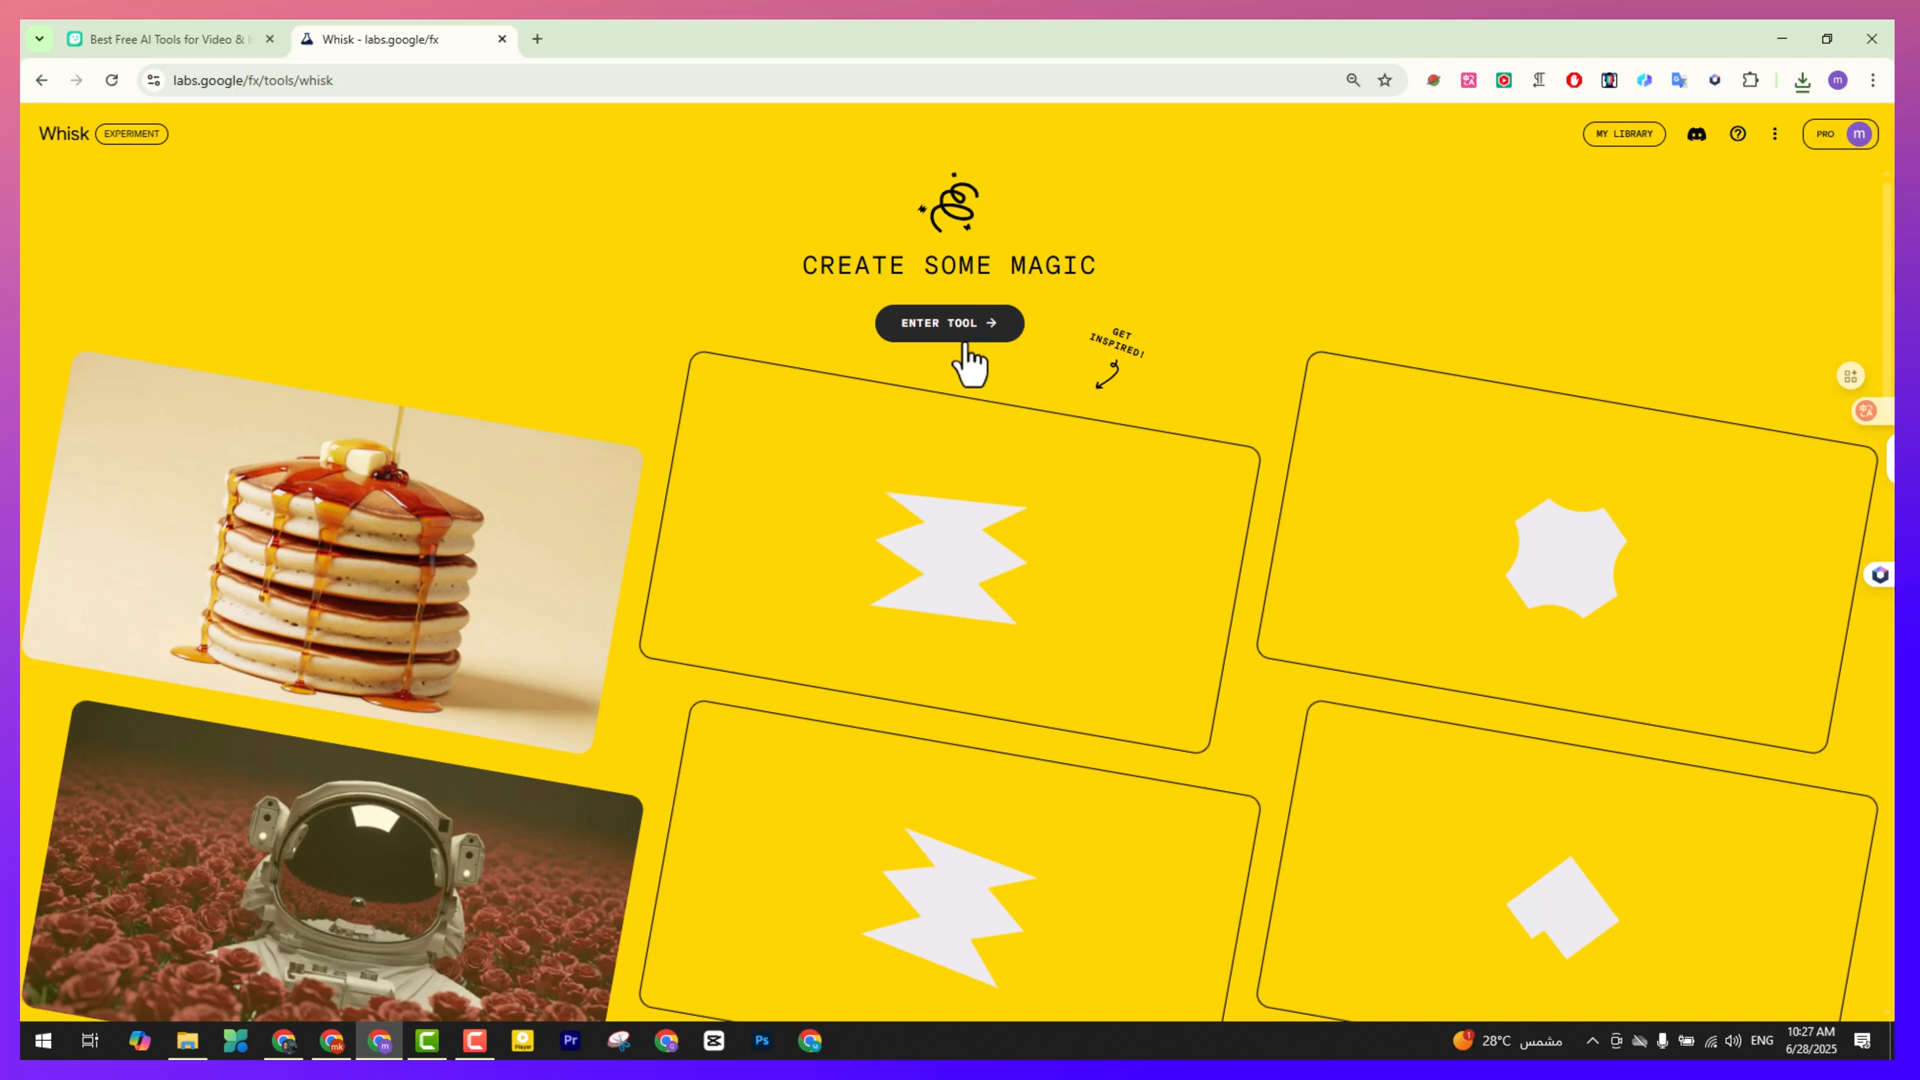 Best Free AI Tools for Video &
Whisk - labs.google/fx
labs.google/fx/tools/whisk
Whisk EXPERIMENT
MY LIBRARY
PRO m
CREATE SOME MAGIC
ENTER TOOL →
GET
INSPIRED!
28°C مشمس
ENG
10:27 AM
6/28/2025